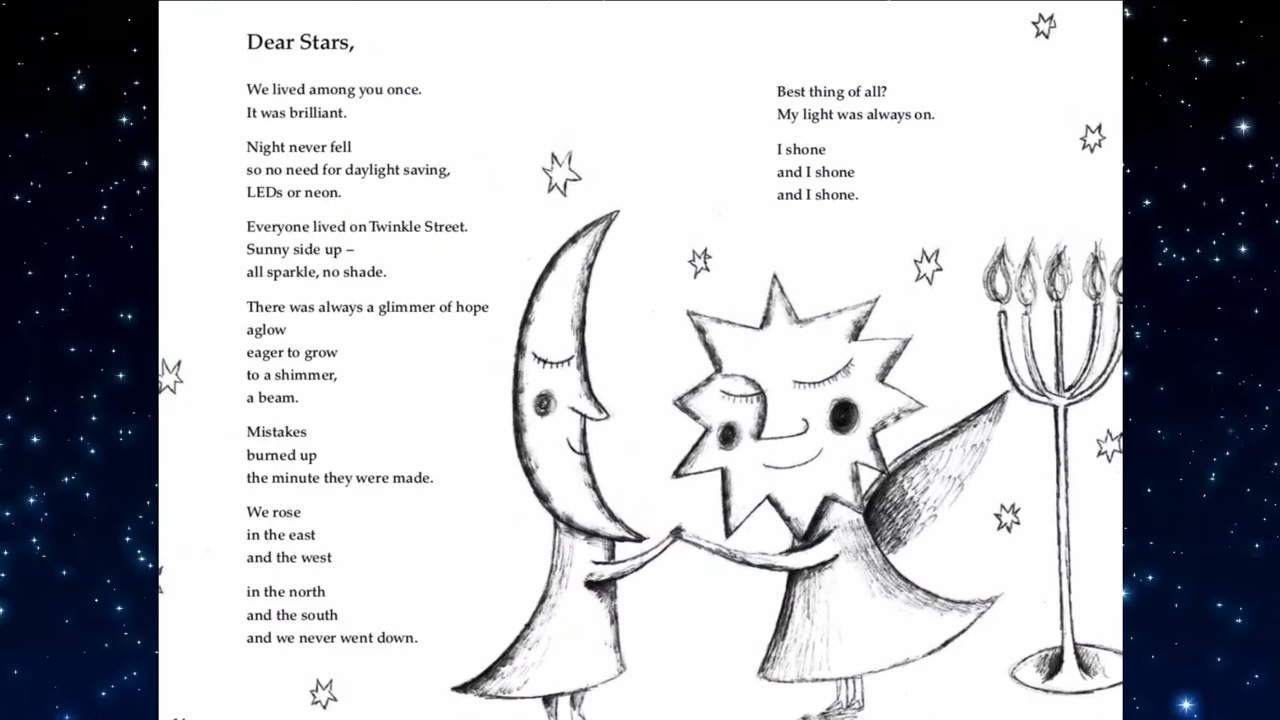 Dear Stars,
We lived among you once.
It was brilliant.
Night never fell
so no need for daylight saving,
LEDs or neon.
Everyone lived on Twinkle Street.
Sunny side up –
all sparkle, no shade.
There was always a glimmer of hope
aglow
eager to grow
to a shimmer,
a beam.
Mistakes
burned up
the minute they were made.
We rose
in the east
and the west
in the north
and the south
and we never went down.
Best thing of all?
My light was always on.
I shone
and I shone
and I shone.